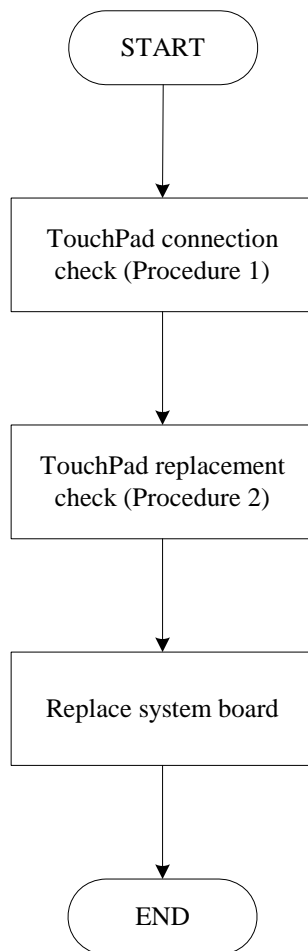 START
TouchPad connection
check (Procedure 1)
TouchPad replacement
check (Procedure 2)
Replace system board
END